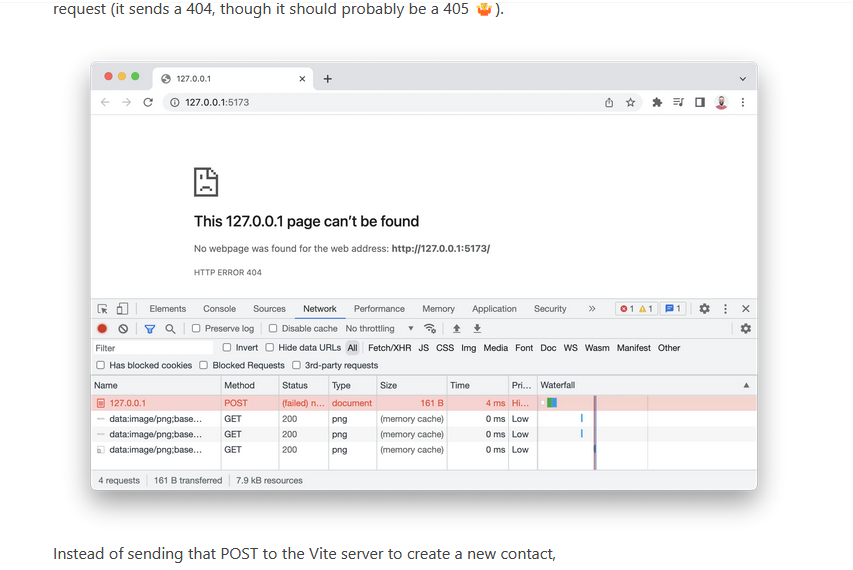 request (it sends a 404, though it should probably be a 405 🤷).
127.0.0.1
127.0.0.1:5173
This 127.0.0.1 page can’t be found
No webpage was found for the web address: http://127.0.0.1:5173/
HTTP ERROR 404
Elements Console Sources Network Performance Memory Application Security » 1 1 1
Preserve log Disable cache No throttling
Filter Invert Hide data URLs All Fetch/XHR JS CSS Img Media Font Doc WS Wasm Manifest Other
Has blocked cookies Blocked Requests 3rd-party requests
Name Method Status Type Size Time Pri... Waterfall
127.0.0.1 POST (failed) n... document 161 B 4 ms Hi...
data:image/png;base... GET 200 png (memory cache) 0 ms Low
data:image/png;base... GET 200 png (memory cache) 0 ms Low
data:image/png;base... GET 200 png (memory cache) 0 ms Low
4 requests 161 B transferred 7.9 kB resources
Instead of sending that POST to the Vite server to create a new contact,